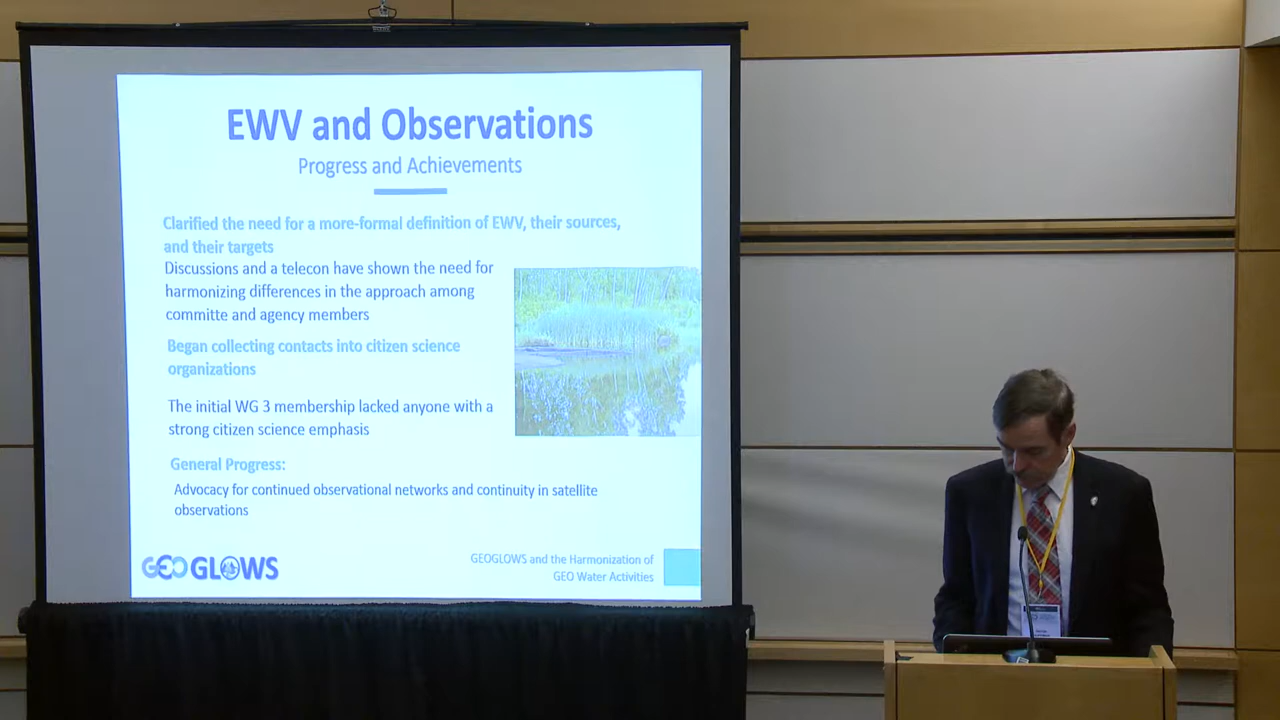 EWV and Observations
Progress and Achievements
Clarified the need for a more-formal definition of EWV, their sources,
and their targets
Discussions and a telecon have shown the need for
harmonizing differences in the approach among
committe and agency members
Began collecting contacts into citizen science
organizations
The initial WG 3 membership lacked anyone with a
strong citizen science emphasis
General Progress:
Advocacy for continued observational networks and continuity in satellite
observations
GEOGLOWS
GEOGLOWS and the Harmonization of
GEO Water Activities